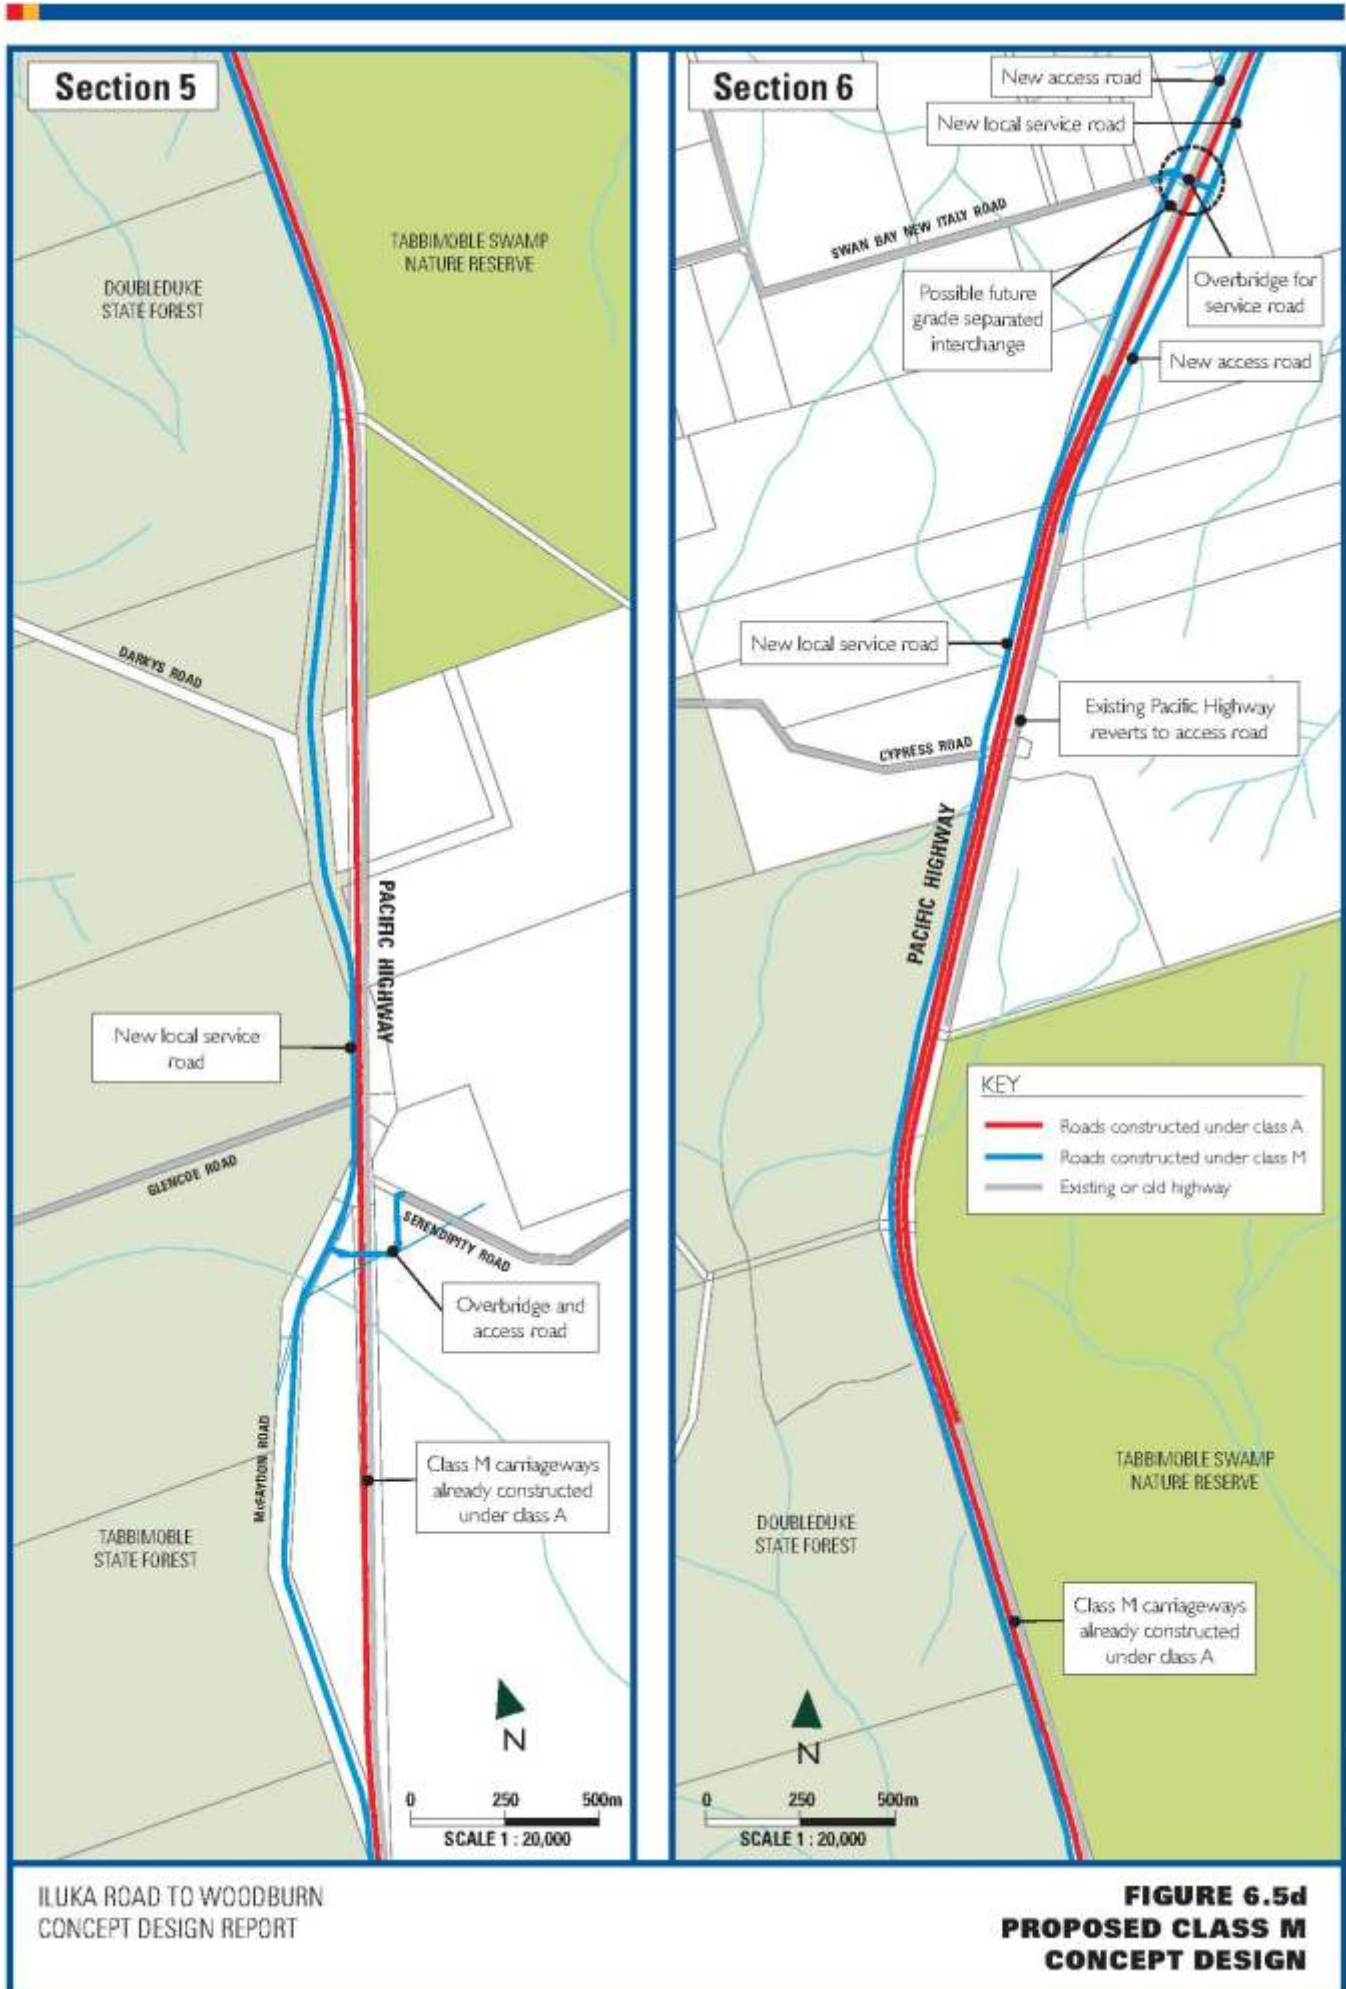 Section 5
TABBIMOBLE SWAMP
NATURE RESERVE
DOUBLEDUKE
STATE FOREST
DARKYS ROAD
PACIFIC HIGHWAY
New local service
road
GLENCOE ROAD
SERENDIPITY ROAD
Overbridge and
access road
McFAYDON ROAD
Class M carriageways
already constructed
under class A
TABBIMOBLE
STATE FOREST
N
0 250 500m
SCALE 1 : 20,000
Section 6
New access road
New local service road
SWAN BAY NEW ITALY ROAD
Possible future
grade separated
interchange
Overbridge for
service road
New access road
New local service road
Existing Pacific Highway
reverts to access road
CYPRESS ROAD
PACIFIC HIGHWAY
KEY
Roads constructed under class A
Roads constructed under class M
Existing or old highway
TABBIMOBLE SWAMP
NATURE RESERVE
DOUBLEDUKE
STATE FOREST
Class M carriageways
already constructed
under class A
N
0 250 500m
SCALE 1 : 20,000
ILUKA ROAD TO WOODBURN
CONCEPT DESIGN REPORT
FIGURE 6.5d
PROPOSED CLASS M
CONCEPT DESIGN